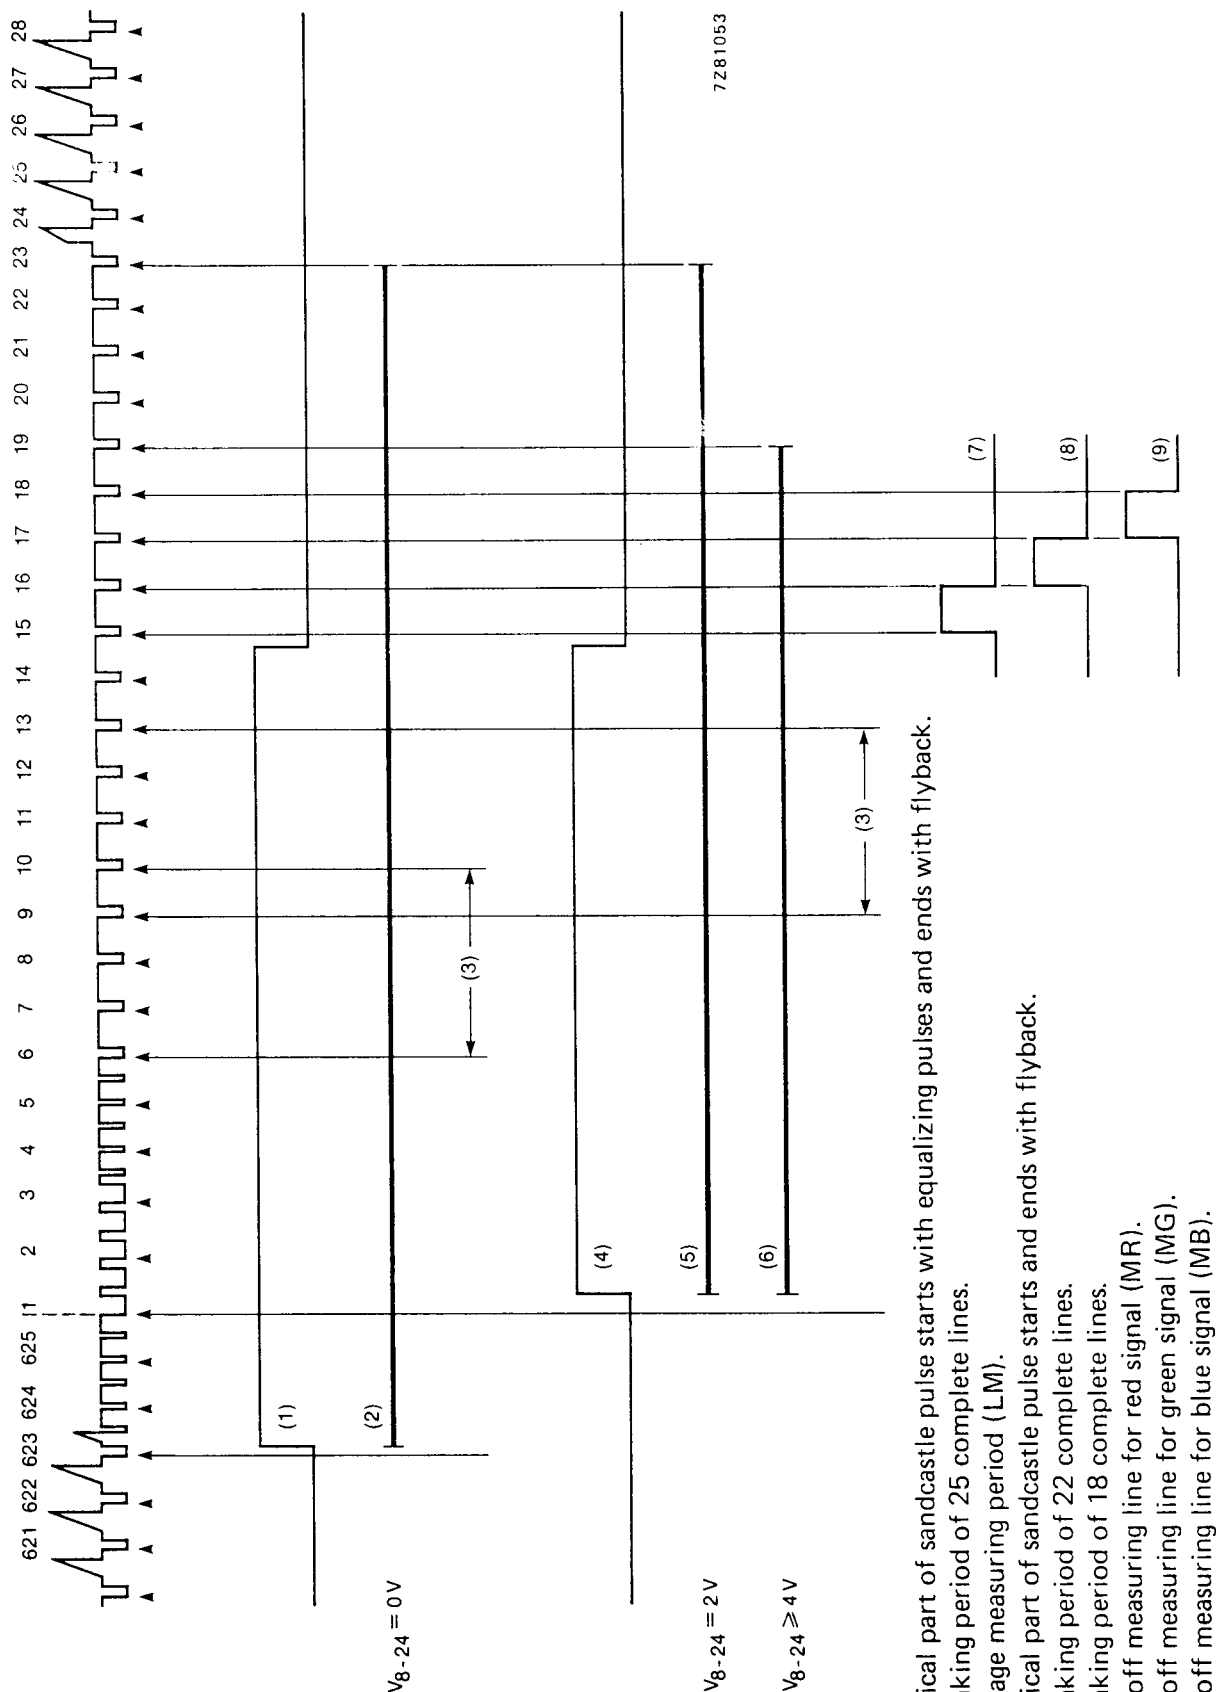 621 622 623 624 625 1 2 3 4 5 6 7 8 9 10 11 12 13 14 15 16 17 18 19 20 21 22 23 24 25 26 27 28
(1)
V8-24 = 0 V
(2)
(3)
(4)
V8-24 = 2 V
(5)
V8-24 ⩾ 4 V
(6)
(3)
(7)
(8)
(9)
7Z81053
ical part of sandcastle pulse starts with equalizing pulses and ends with flyback.
king period of 25 complete lines.
age measuring period (LM).
ical part of sandcastle pulse starts and ends with flyback.
king period of 22 complete lines.
king period of 18 complete lines.
off measuring line for red signal (MR).
off measuring line for green signal (MG).
off measuring line for blue signal (MB).